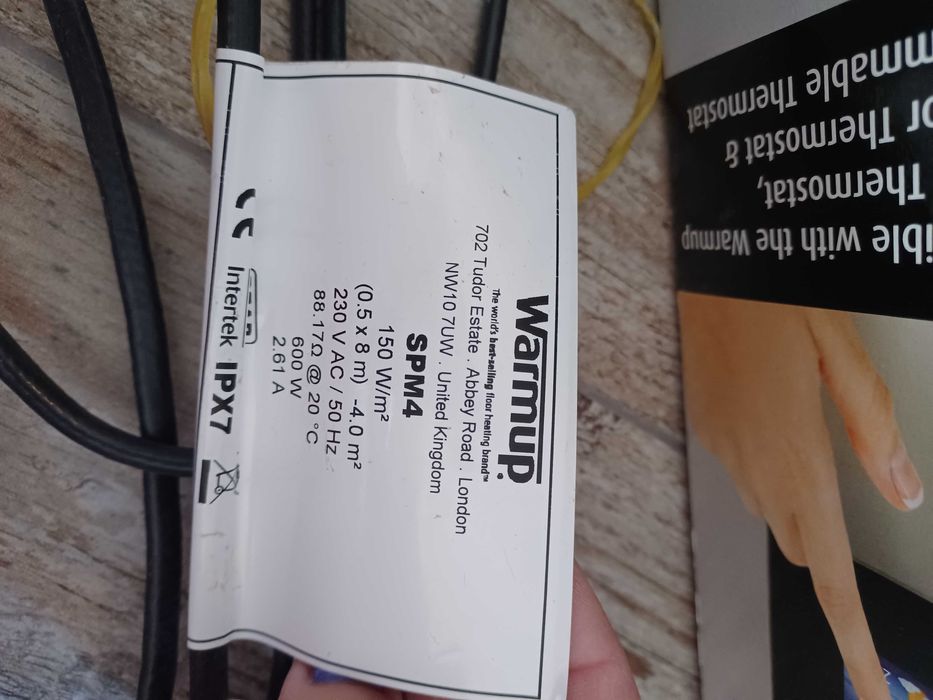 Warmup
The world's best-selling floor heating brand™
702 Tudor Estate . Abbey Road . London
NW10 7UW . United Kingdom
SPM4
150 W/m²
(0.5 x 8 m) -4.0 m²
230 V AC / 50 Hz
88.17Ω @ 20 °C
600 W
2.61 A
CE
Intertek IPX7
ible with the Warmup
Thermostat,
or Thermostat &
mmable Thermostat